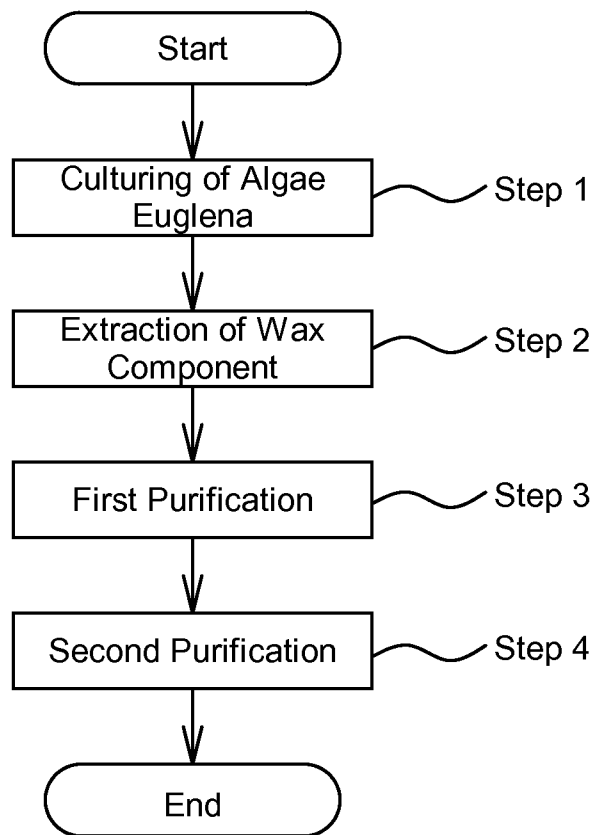 Start
Culturing of Algae
Euglena
Step 1
Extraction of Wax
Component
Step 2
First Purification
Step 3
Second Purification
Step 4
End